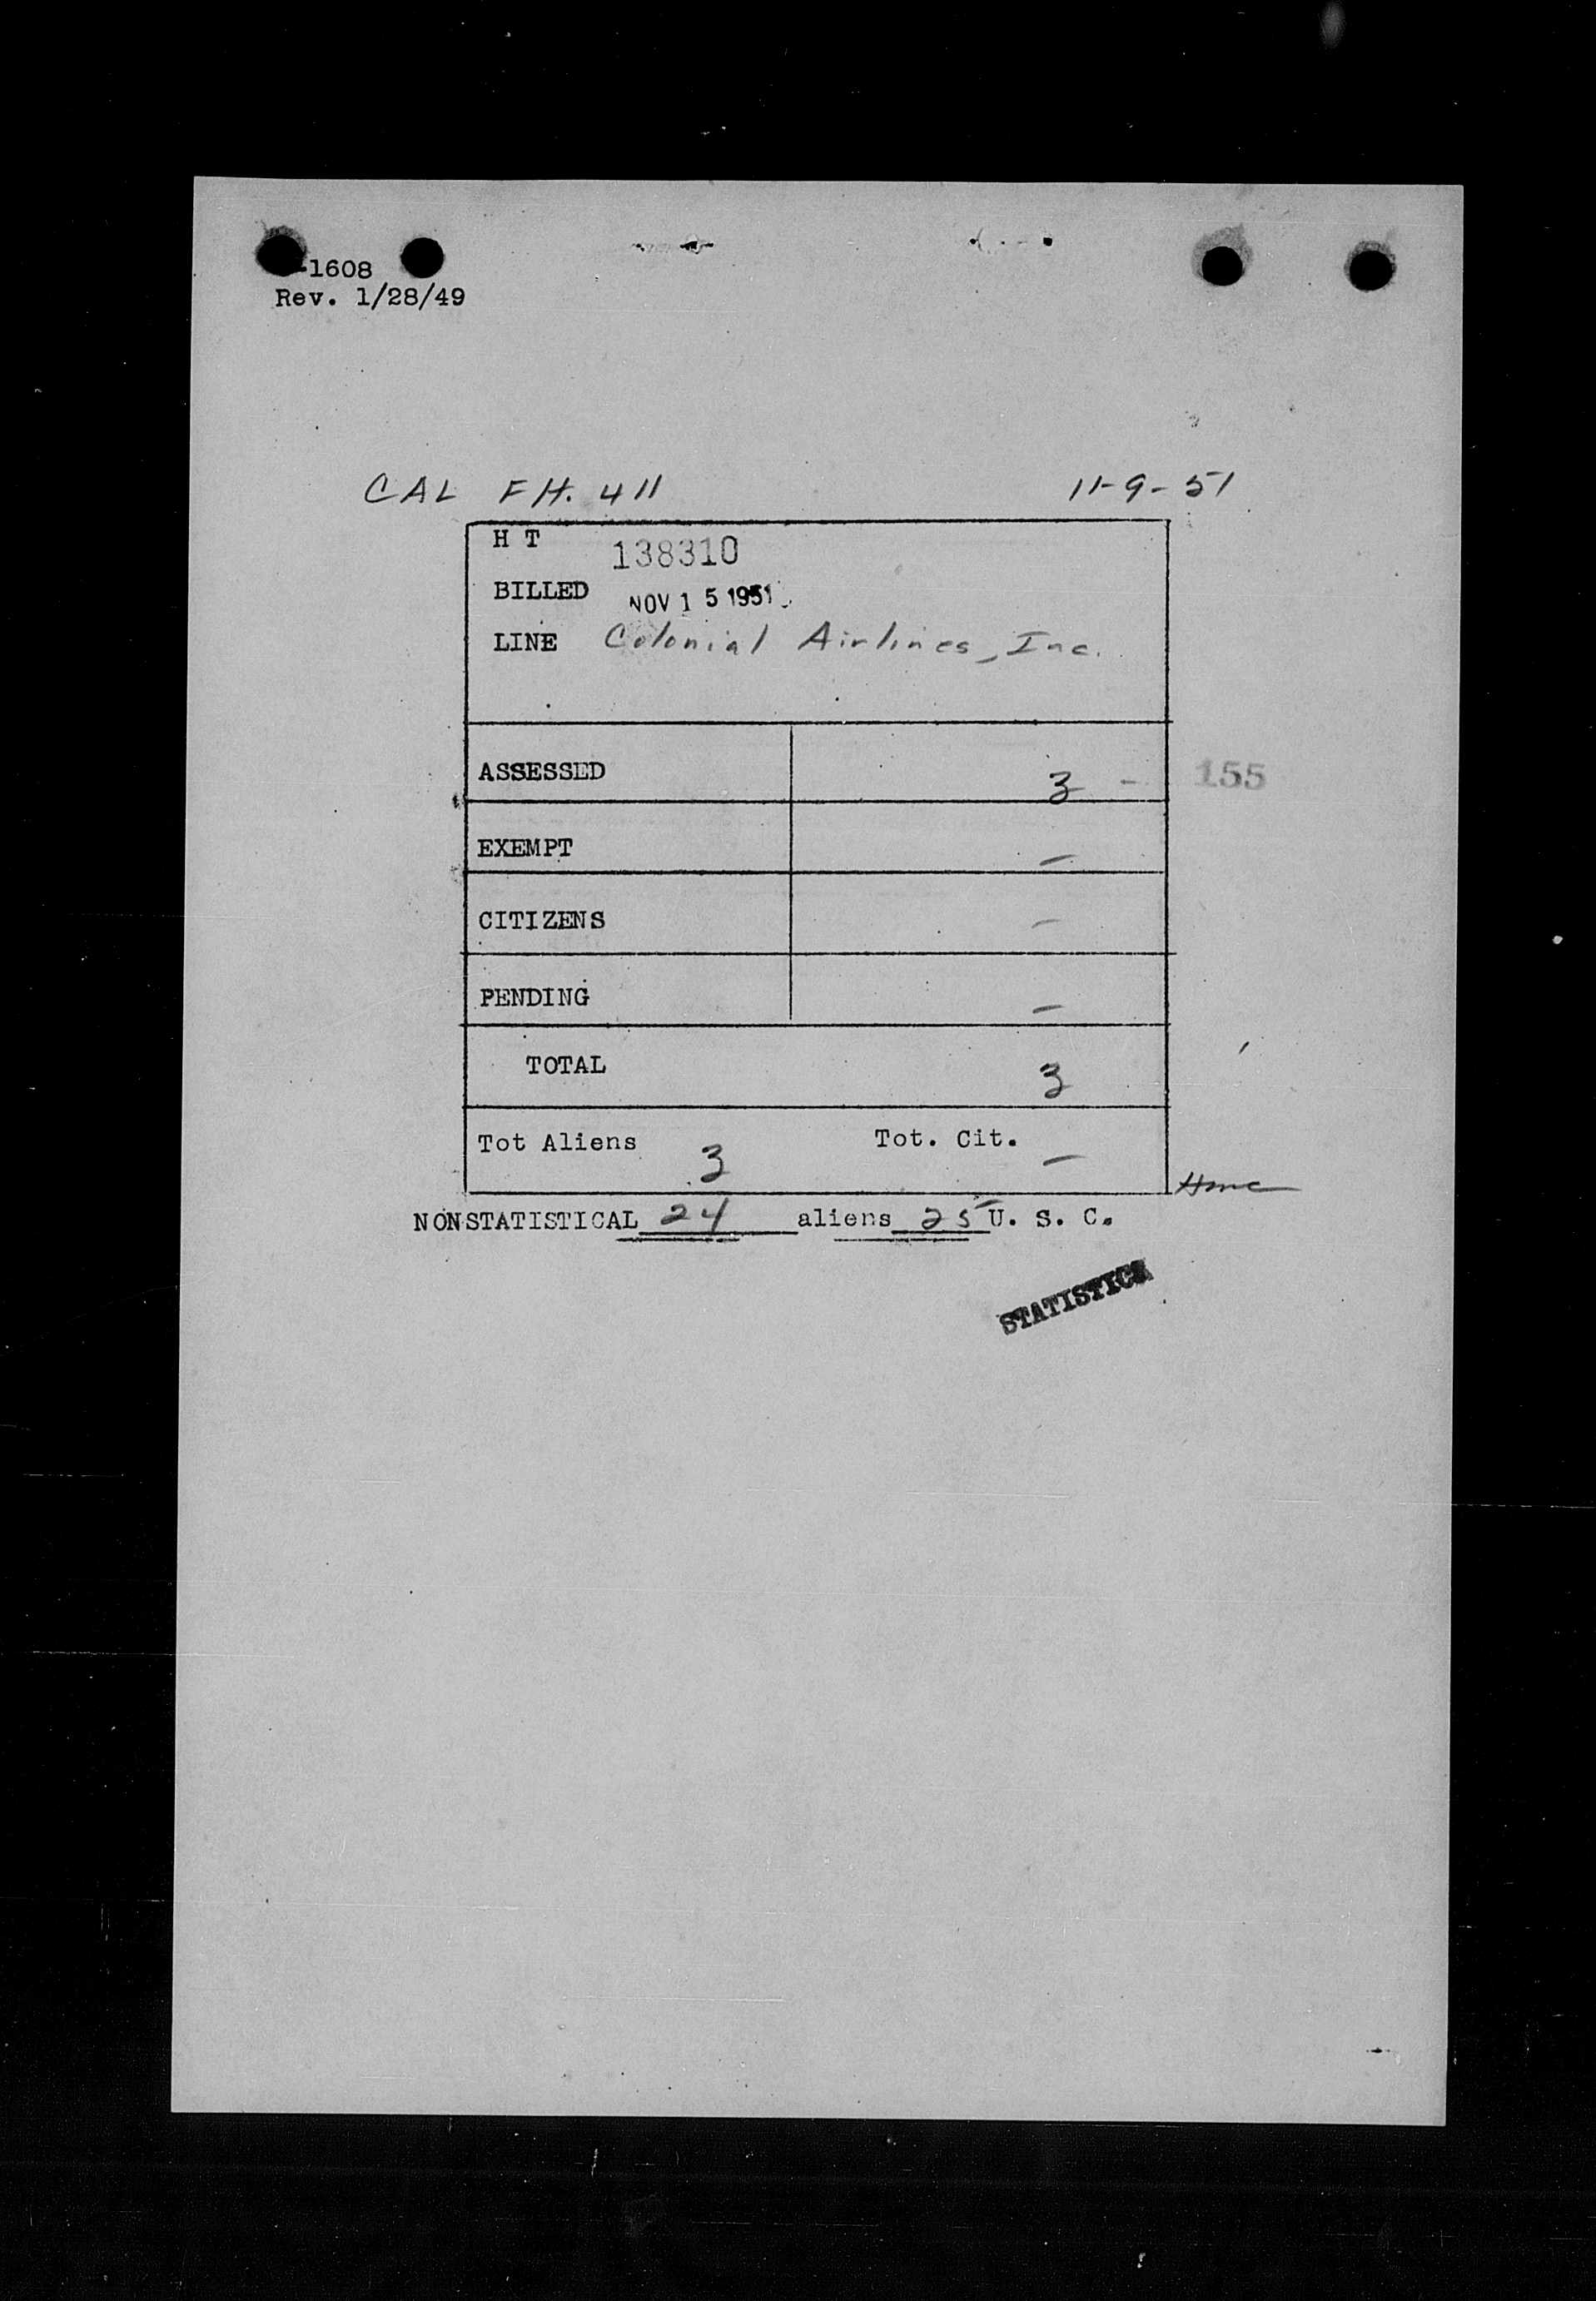 -1608
Rev. 1/28/49
CAL FH. 411 11-9-51
H T 138310
BILLED NOV 15 1951
LINE Colonial Airlines, Inc.
ASSESSED 3 - 155
EXEMPT -
CITIZENS -
PENDING -
TOTAL 3
Tot Aliens 3 Tot. Cit. -
NONSTATISTICAL 24 aliens 25 U. S. C.
STATISTICS